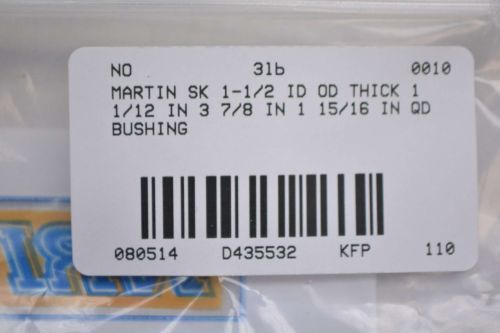 NO 3lb 0010
MARTIN SK 1-1/2 ID OD THICK 1
1/12 IN 3 7/8 IN 1 15/16 IN QD
BUSHING
080514 D435532 KFP 110